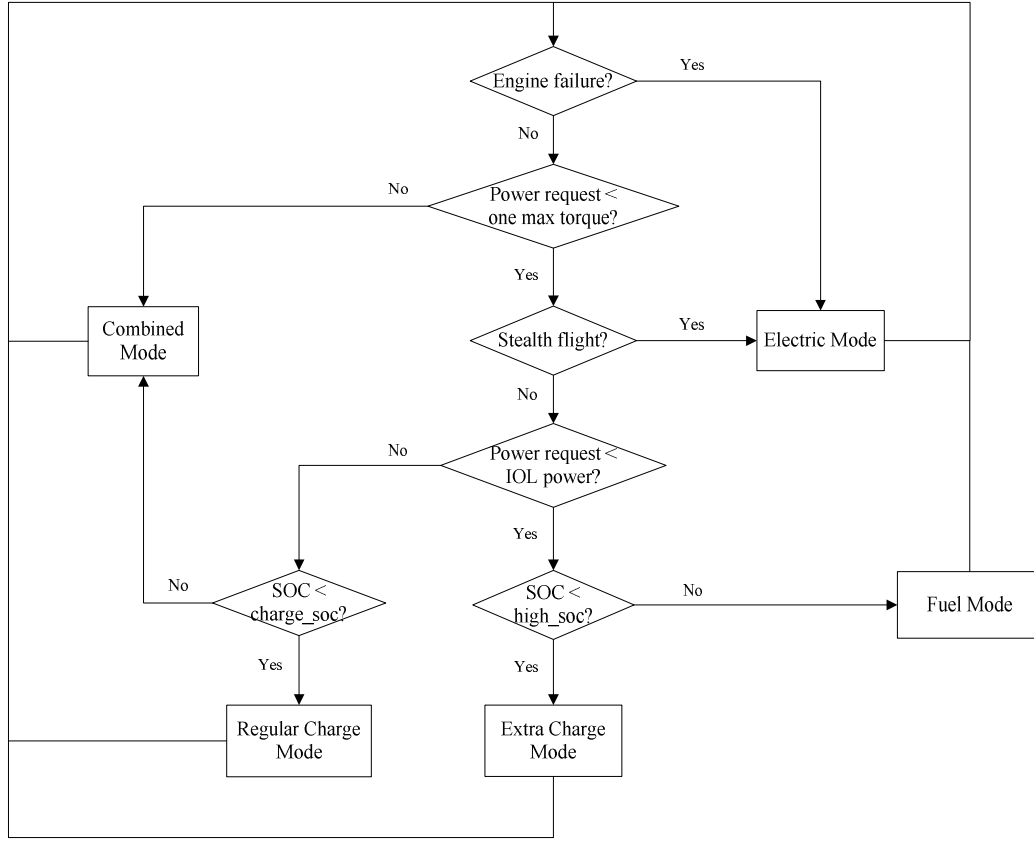 Engine failure?
Yes
No
Power request <
one max torque?
No
Yes
Combined
Mode
Stealth flight?
Yes
Electric Mode
No
Power request <
IOL power?
No
Yes
SOC <
charge_soc?
No
Yes
SOC <
high_soc?
No
Yes
Fuel Mode
Regular Charge
Mode
Extra Charge
Mode